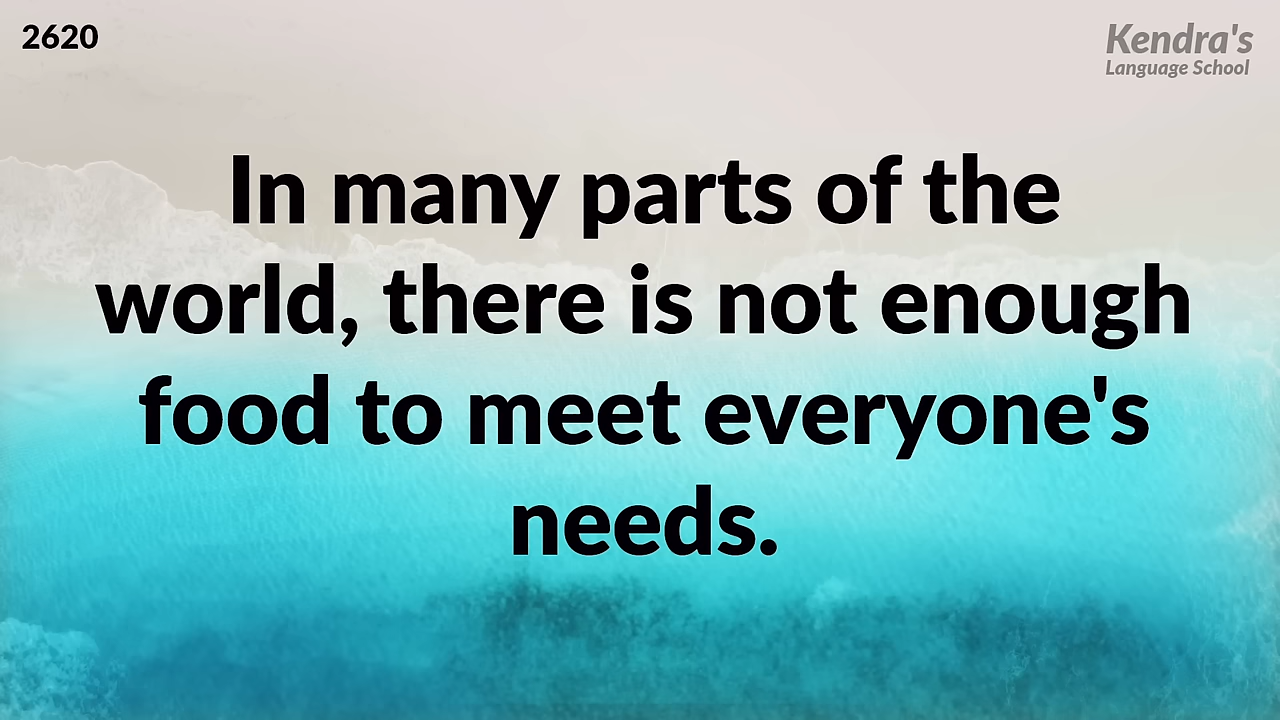 2620
Kendra's
Language School
In many parts of the
world, there is not enough
food to meet everyone's
needs.